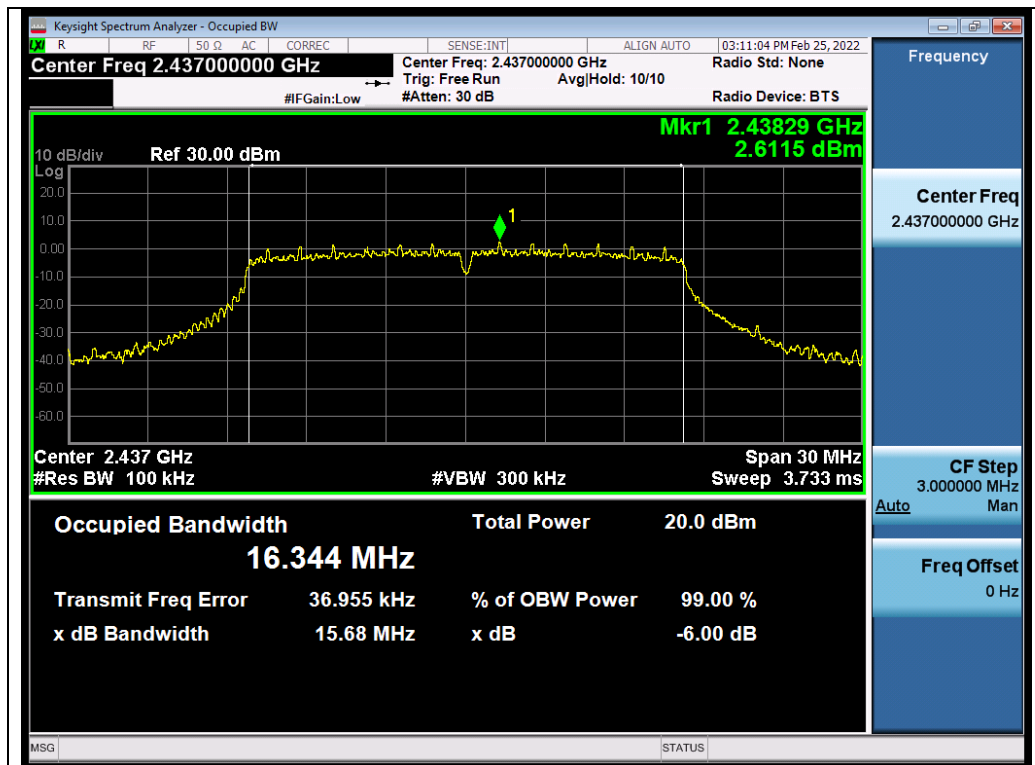 Keysight Spectrum Analyzer - Occupied BW
LXI R RF 50 Ω AC CORREC SENSE:INT ALIGN AUTO 03:11:04 PM Feb 25, 2022
Center Freq 2.437000000 GHz
Center Freq: 2.437000000 GHz Radio Std: None
Trig: Free Run Avg|Hold: 10/10
#IFGain:Low #Atten: 30 dB Radio Device: BTS
Mkr1 2.43829 GHz
2.6115 dBm
10 dB/div Ref 30.00 dBm
Log
20.0
10.0
0.00
-10.0
-20.0
-30.0
-40.0
-50.0
-60.0
1
Center 2.437 GHz Span 30 MHz
#Res BW 100 kHz #VBW 300 kHz Sweep 3.733 ms
Occupied Bandwidth Total Power 20.0 dBm
16.344 MHz
Transmit Freq Error 36.955 kHz % of OBW Power 99.00 %
x dB Bandwidth 15.68 MHz x dB -6.00 dB
Frequency
Center Freq
2.437000000 GHz
CF Step
3.000000 MHz
Auto Man
Freq Offset
0 Hz
MSG STATUS